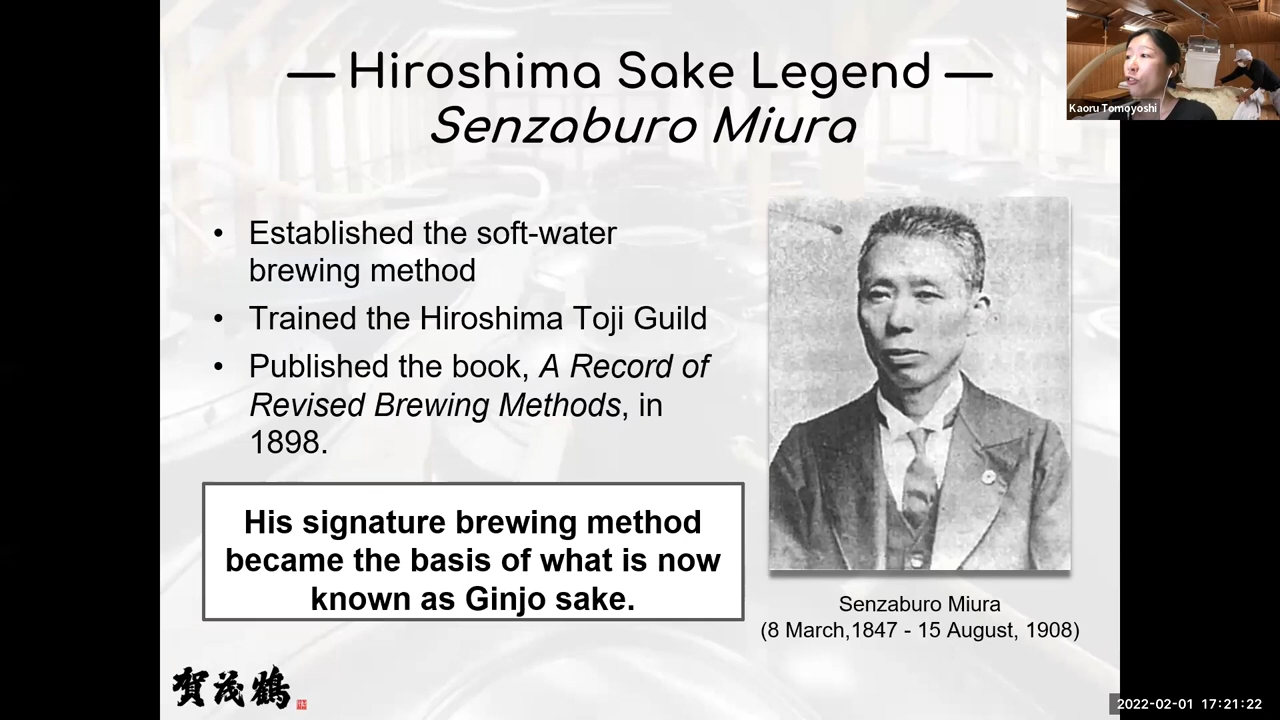 — Hiroshima Sake Legend —
Senzaburo Miura
Kaoru Tomoyoshi
• Established the soft-water
brewing method
• Trained the Hiroshima Toji Guild
• Published the book, A Record of
Revised Brewing Methods, in
1898.
His signature brewing method
became the basis of what is now
known as Ginjo sake.
Senzaburo Miura
(8 March,1847 - 15 August, 1908)
賀茂鶴
2022-02-01 17:21:22